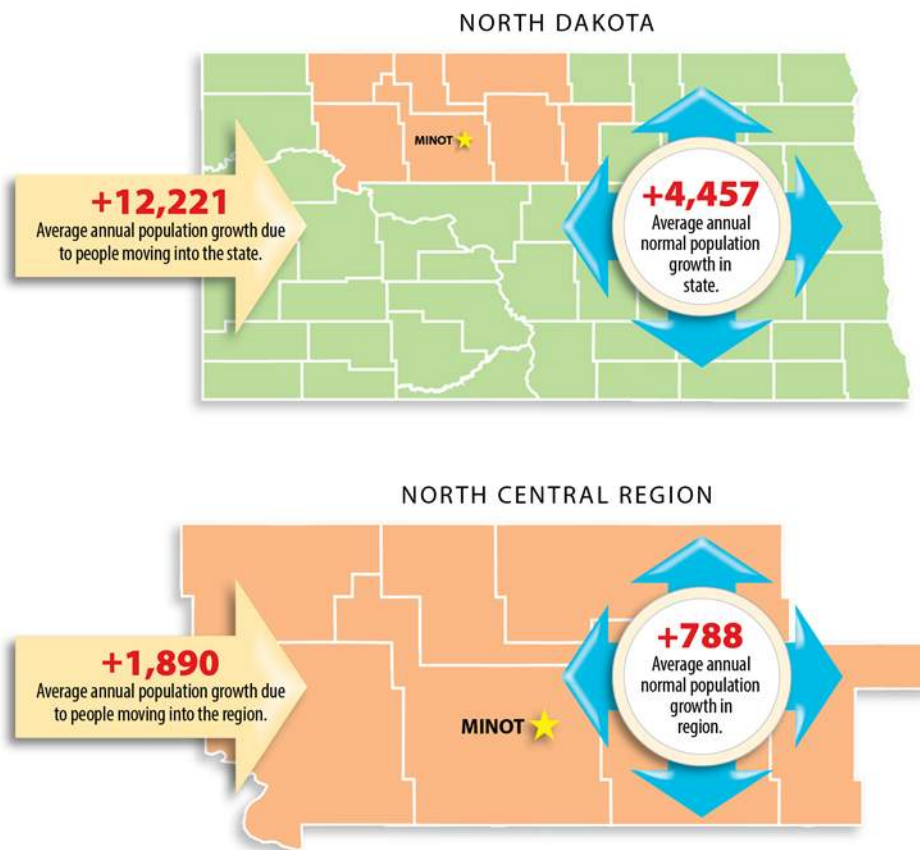 NORTH DAKOTA
MINOT
+12,221
Average annual population growth due
to people moving into the state.
+4,457
Average annual
normal population
growth in
state.
NORTH CENTRAL REGION
+1,890
Average annual population growth due
to people moving into the region.
MINOT
+788
Average annual
normal population
growth in
region.